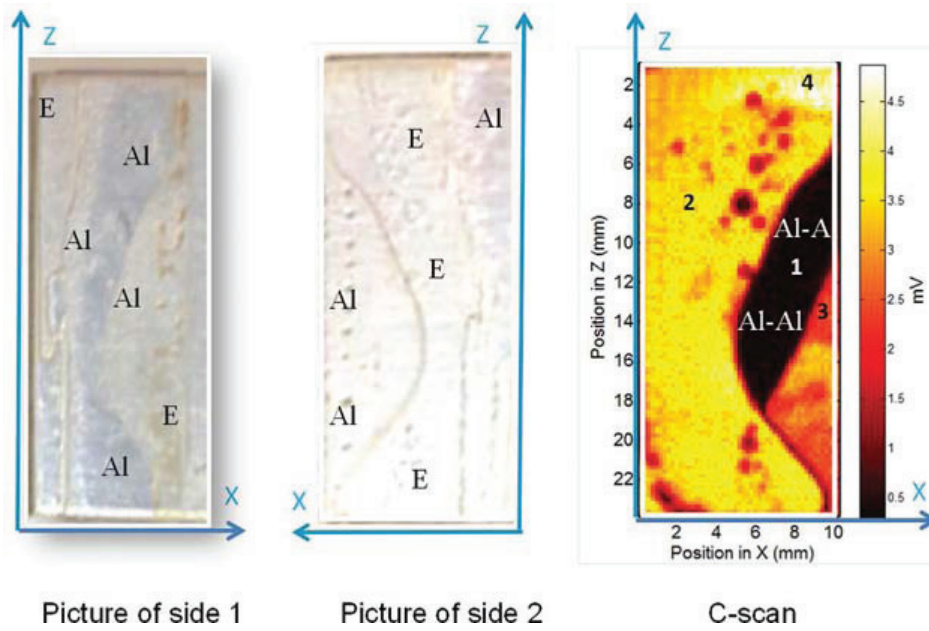 Z
E
Al
Al
Al
E
Al
X
Picture of side 1
Z
Al
E
E
Al
Al
E
X
Picture of side 2
Z
2
4
6
8
10
12
14
16
18
20
22
Position in Z (mm)
4
2
Al-A
1
3
Al-Al
X
2 4 6 8 10
Position in X (mm)
4.5
4
3.5
3
2.5
2
1.5
1
0.5
mV
C-scan